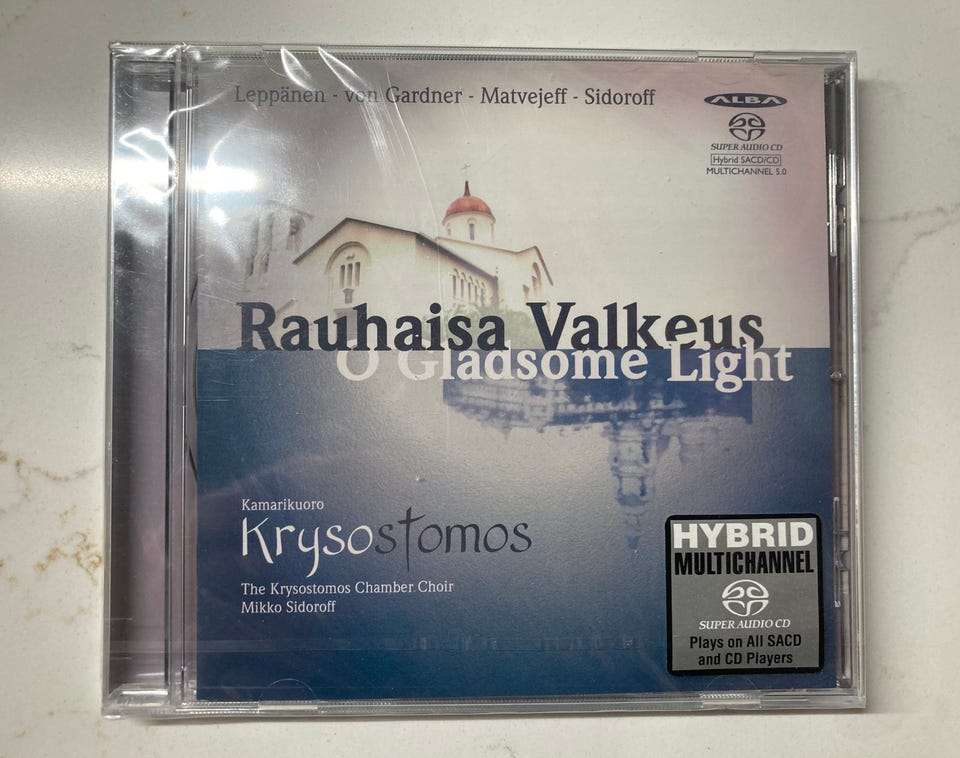 Leppänen - von Gardner - Matvejeff - Sidoroff
ALBA
SUPER AUDIO CD
Hybrid SACD/CD
MULTICHANNEL 5.0
Rauhaisa Valkeus
O Gladsome Light
Kamarikuoro
Krysostomos
The Krysostomos Chamber Choir
Mikko Sidoroff
HYBRID
MULTICHANNEL
SUPER AUDIO CD
Plays on All SACD
and CD Players